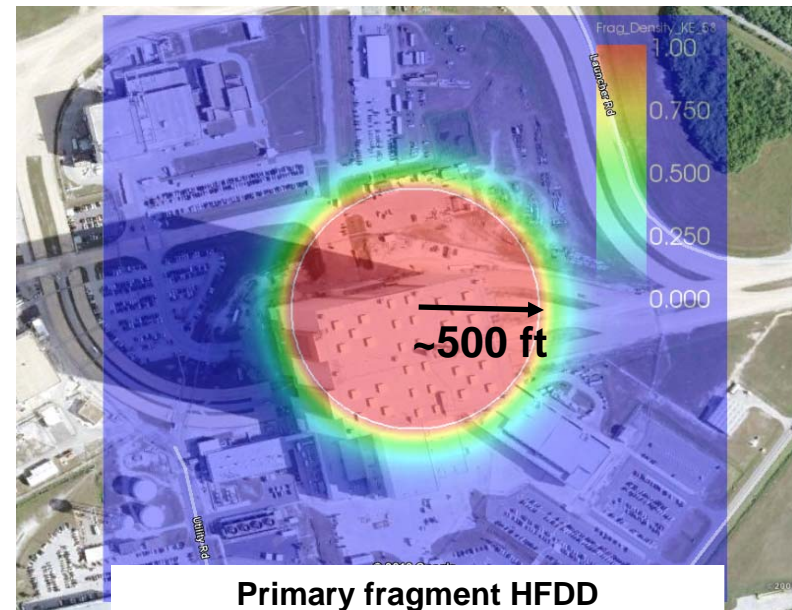 Frag_Density_KE_58
1.00
Launcher Rd
0.750
0.500
0.250
0.000
~500 ft
Utility Rd
Primary fragment HFDD